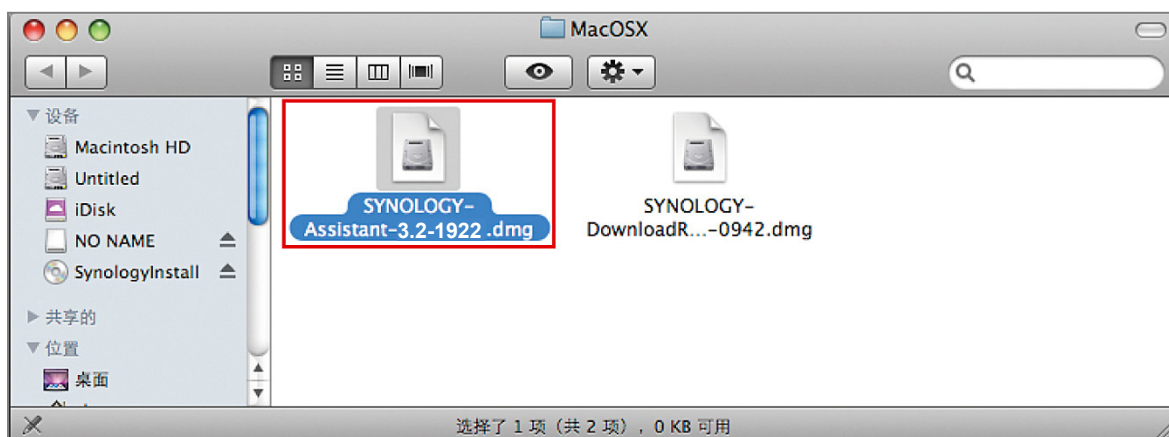 MacOSX
设备
Macintosh HD
Untitled
iDisk
NO NAME
SynologyInstall
共享的
位置
桌面
SYNOLOGY-
Assistant-3.2-1922 .dmg
SYNOLOGY-
DownloadR...-0942.dmg
选择了 1 项（共 2 项）, 0 KB 可用